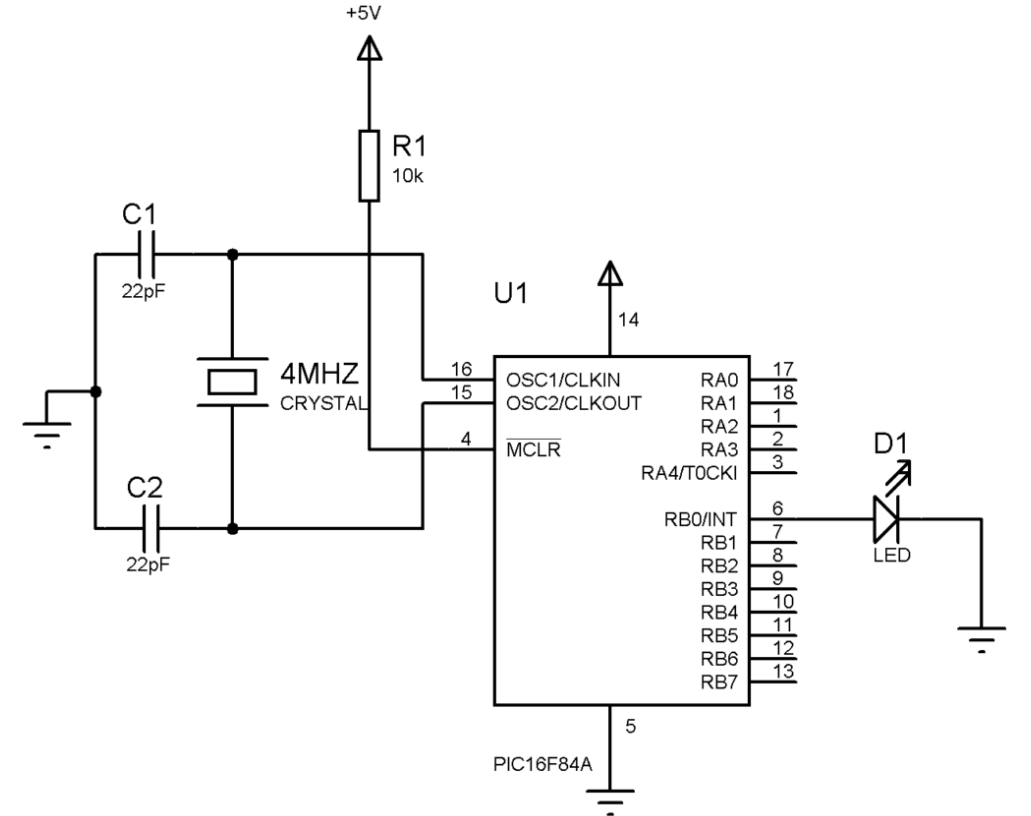 +5V
R1
10k
C1
22pF
U1
14
4MHZ
CRYSTAL
16
OSC1/CLKIN
15
OSC2/CLKOUT
4
MCLR
RA0
17
RA1
18
RA2
1
RA3
2
RA4/T0CKI
3
RB0/INT
6
RB1
7
RB2
8
RB3
9
RB4
10
RB5
11
RB6
12
RB7
13
D1
LED
C2
22pF
5
PIC16F84A